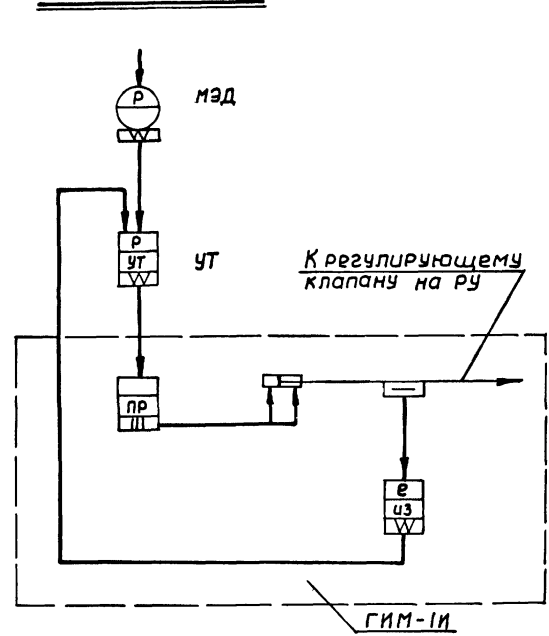 Р
МЭД
Р
УТ
УТ
К регулирующему
клапану на РУ
ПР
е
ИЗ
ГИМ-1И